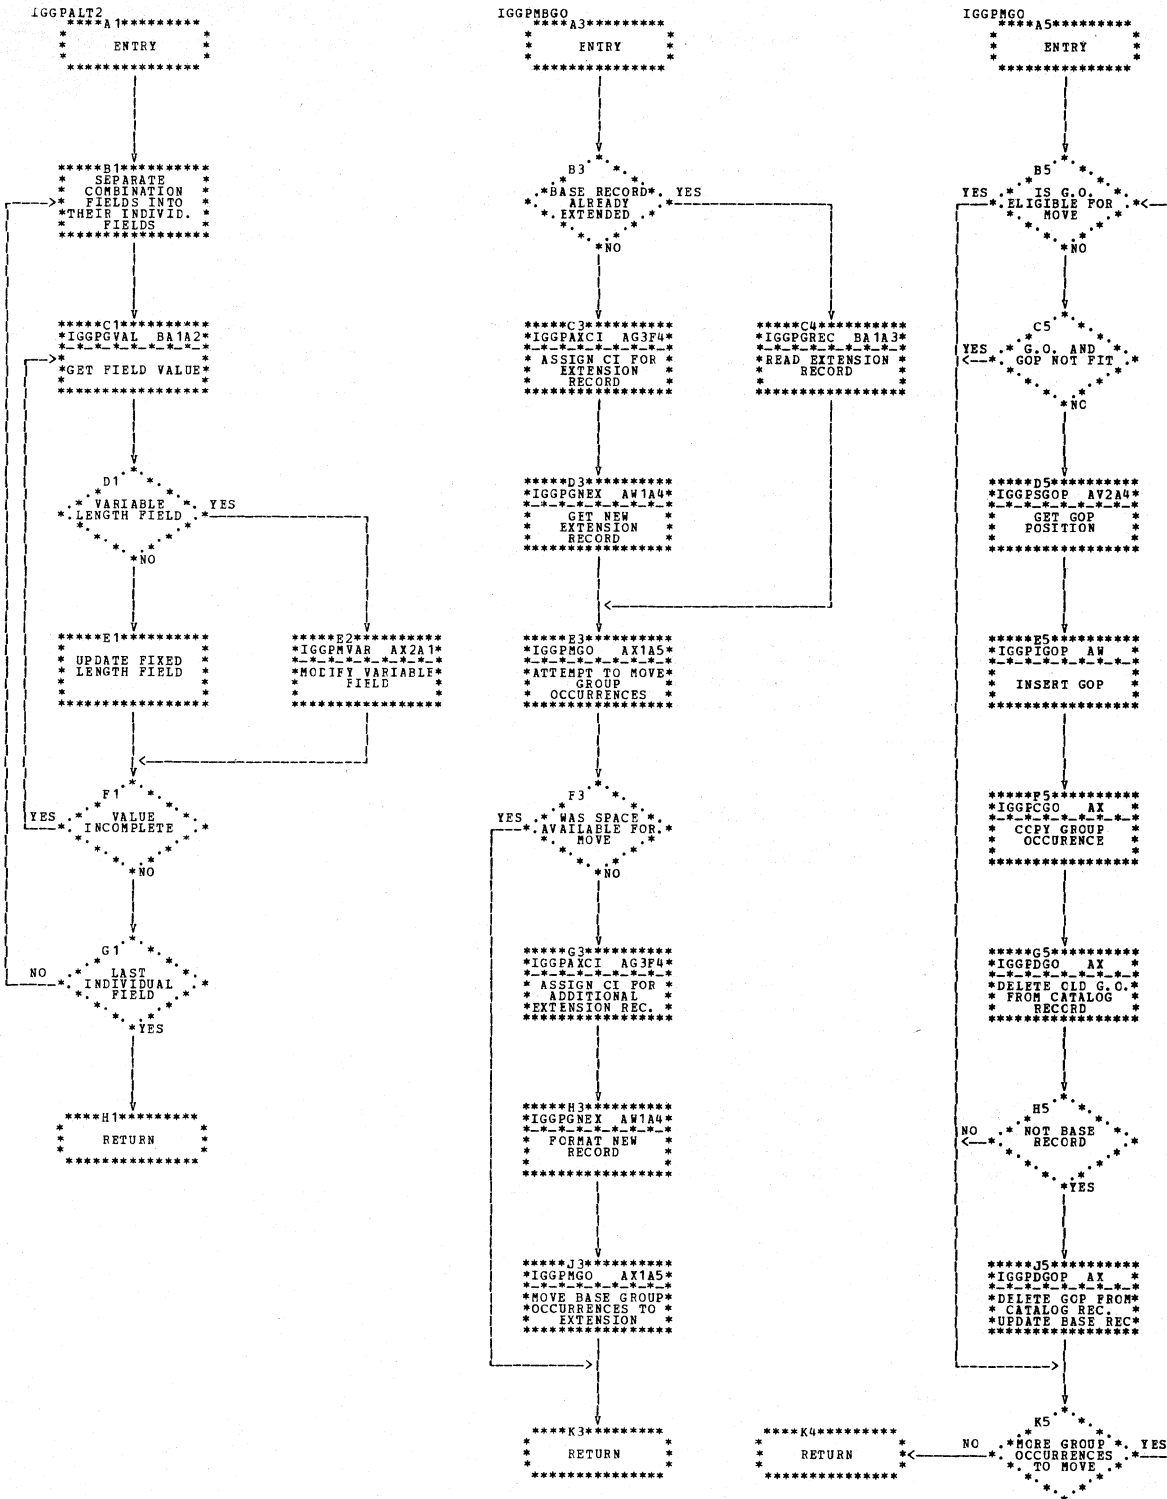 IGGPALT2
A1
ENTRY
B1
SEPARATE
COMBINATION
FIELDS INTO
THEIR INDIVID.
FIELDS
C1
IGGPGVAL BA1A2
GET FIELD VALUE
D1
VARIABLE
LENGTH FIELD
YES
NO
E1
UPDATE FIXED
LENGTH FIELD
E2
IGGPMVAR AX2A1
MODIFY VARIABLE
FIELD
F1
VALUE
INCOMPLETE
YES
NO
G1
LAST
INDIVIDUAL
FIELD
NO
YES
H1
RETURN
IGGPMBGO
A3
ENTRY
B3
BASE RECORD
ALREADY
EXTENDED
YES
NO
C3
IGGPAXCI AG3F4
ASSIGN CI FOR
EXTENSION
RECORD
C4
IGGPGREC BA1A3
READ EXTENSION
RECORD
D3
IGGPGNEX AW1A4
GET NEW
EXTENSION
RECORD
E3
IGGPMGO AX1A5
ATTEMPT TO MOVE
GROUP
OCCURRENCES
F3
WAS SPACE
AVAILABLE FOR
MOVE
YES
NO
G3
IGGPAXCI AG3F4
ASSIGN CI FOR
ADDITIONAL
EXTENSION REC.
H3
IGGPGNEX AW1A4
FORMAT NEW
RECORD
J3
IGGPMGO AX1A5
MOVE BASE GROUP
OCCURRENCES TO
EXTENSION
K3
RETURN
IGGPMGO
A5
ENTRY
B5
IS G.O.
ELIGIBLE FOR
MOVE
YES
NO
C5
G.O. AND
GOP NOT FIT
YES
NC
D5
IGGPSGOP AV2A4
GET GOP
POSITION
E5
IGGPIGOP AW
INSERT GOP
F5
IGGPCGO AX
CCPY GROUP
OCCURENCE
G5
IGGPDGO AX
DELETE CLD G.O.
FROM CATALOG
RECORD
H5
NOT BASE
RECORD
NO
YES
J5
IGGPDGOP AX
DELETE GOP FROM
CATALOG REC.
UPDATE BASE REC
K5
MORE GROUP
OCCURRENCES
TO MOVE
YES
NO
K4
RETURN